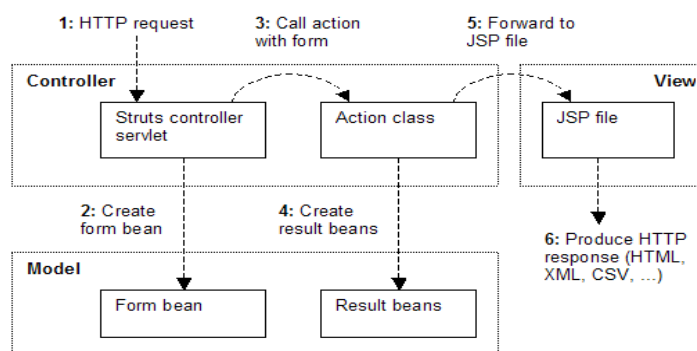 1: HTTP request
3: Call action
with form
5: Forward to
JSP file
Controller
View
Struts controller
servlet
Action class
JSP file
2: Create
form bean
4: Create
result beans
6: Produce HTTP
response (HTML,
XML, CSV, ...)
Model
Form bean
Result beans